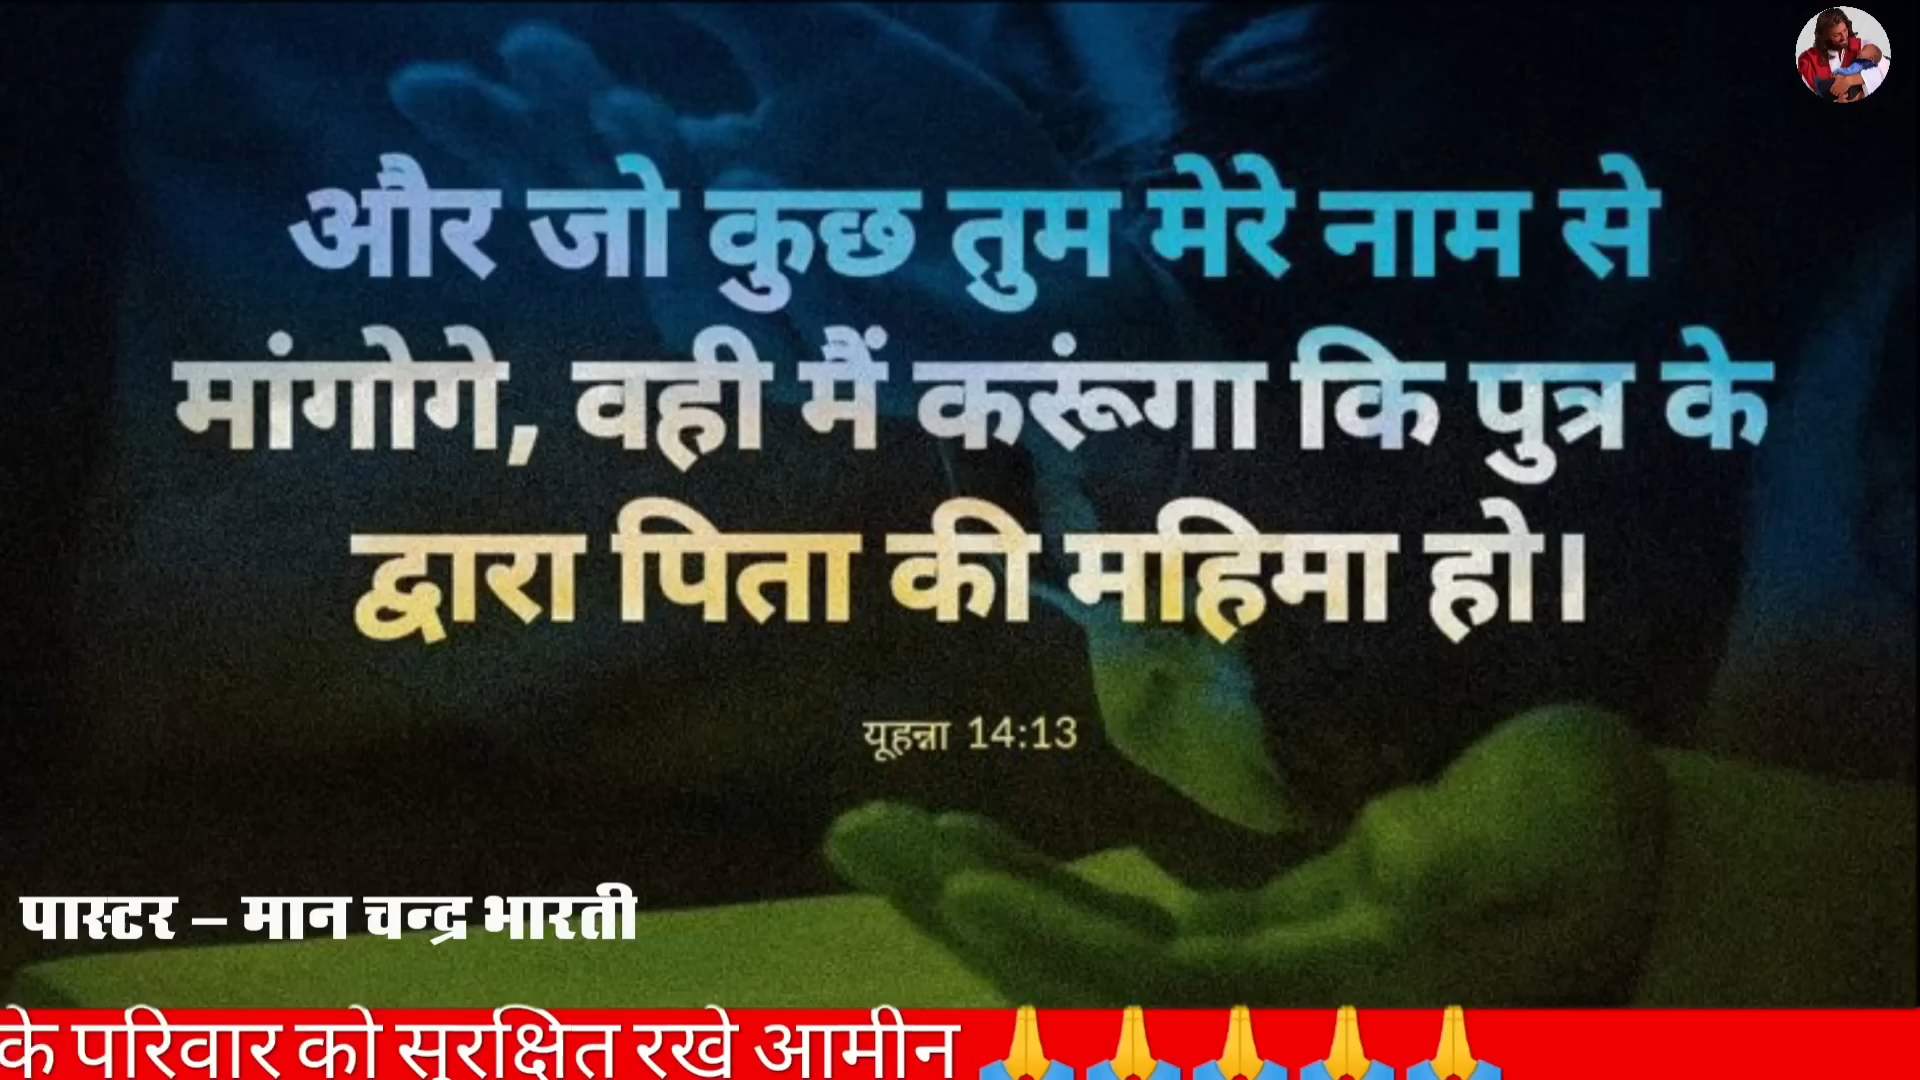 और जो कुछ तुम मेरे नाम से
मांगोगे, वही मैं करूंगा कि पुत्र के
द्वारा पिता की महिमा हो।
यूहन्ना 14:13
पास्टर – मान चन्द्र भारती
के परिवार को सुरक्षित रखे आमीन 🙏🙏🙏🙏🙏